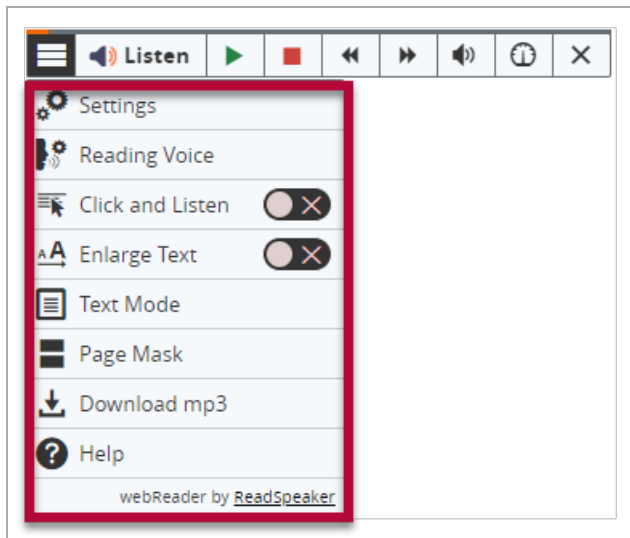 Listen
Settings
Reading Voice
Click and Listen
Enlarge Text
Text Mode
Page Mask
Download mp3
Help
webReader by ReadSpeaker